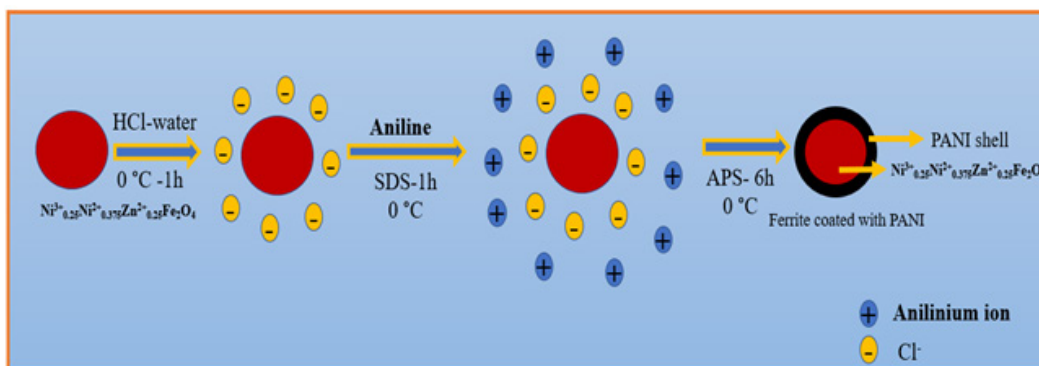 HCl-water
0 °C -1h
Ni³⁺₀.₂₅Ni²⁺₀.₃₇₅Zn²⁺₀.₂₅Fe₂O₄
Aniline
SDS-1h
0 °C
APS- 6h
0 °C
PANI shell
Ni³⁺₀.₂₅Ni²⁺₀.₃₇₅Zn²⁺₀.₂₅Fe₂O
Ferrite coated with PANI
+ Anilinium ion
- Cl⁻